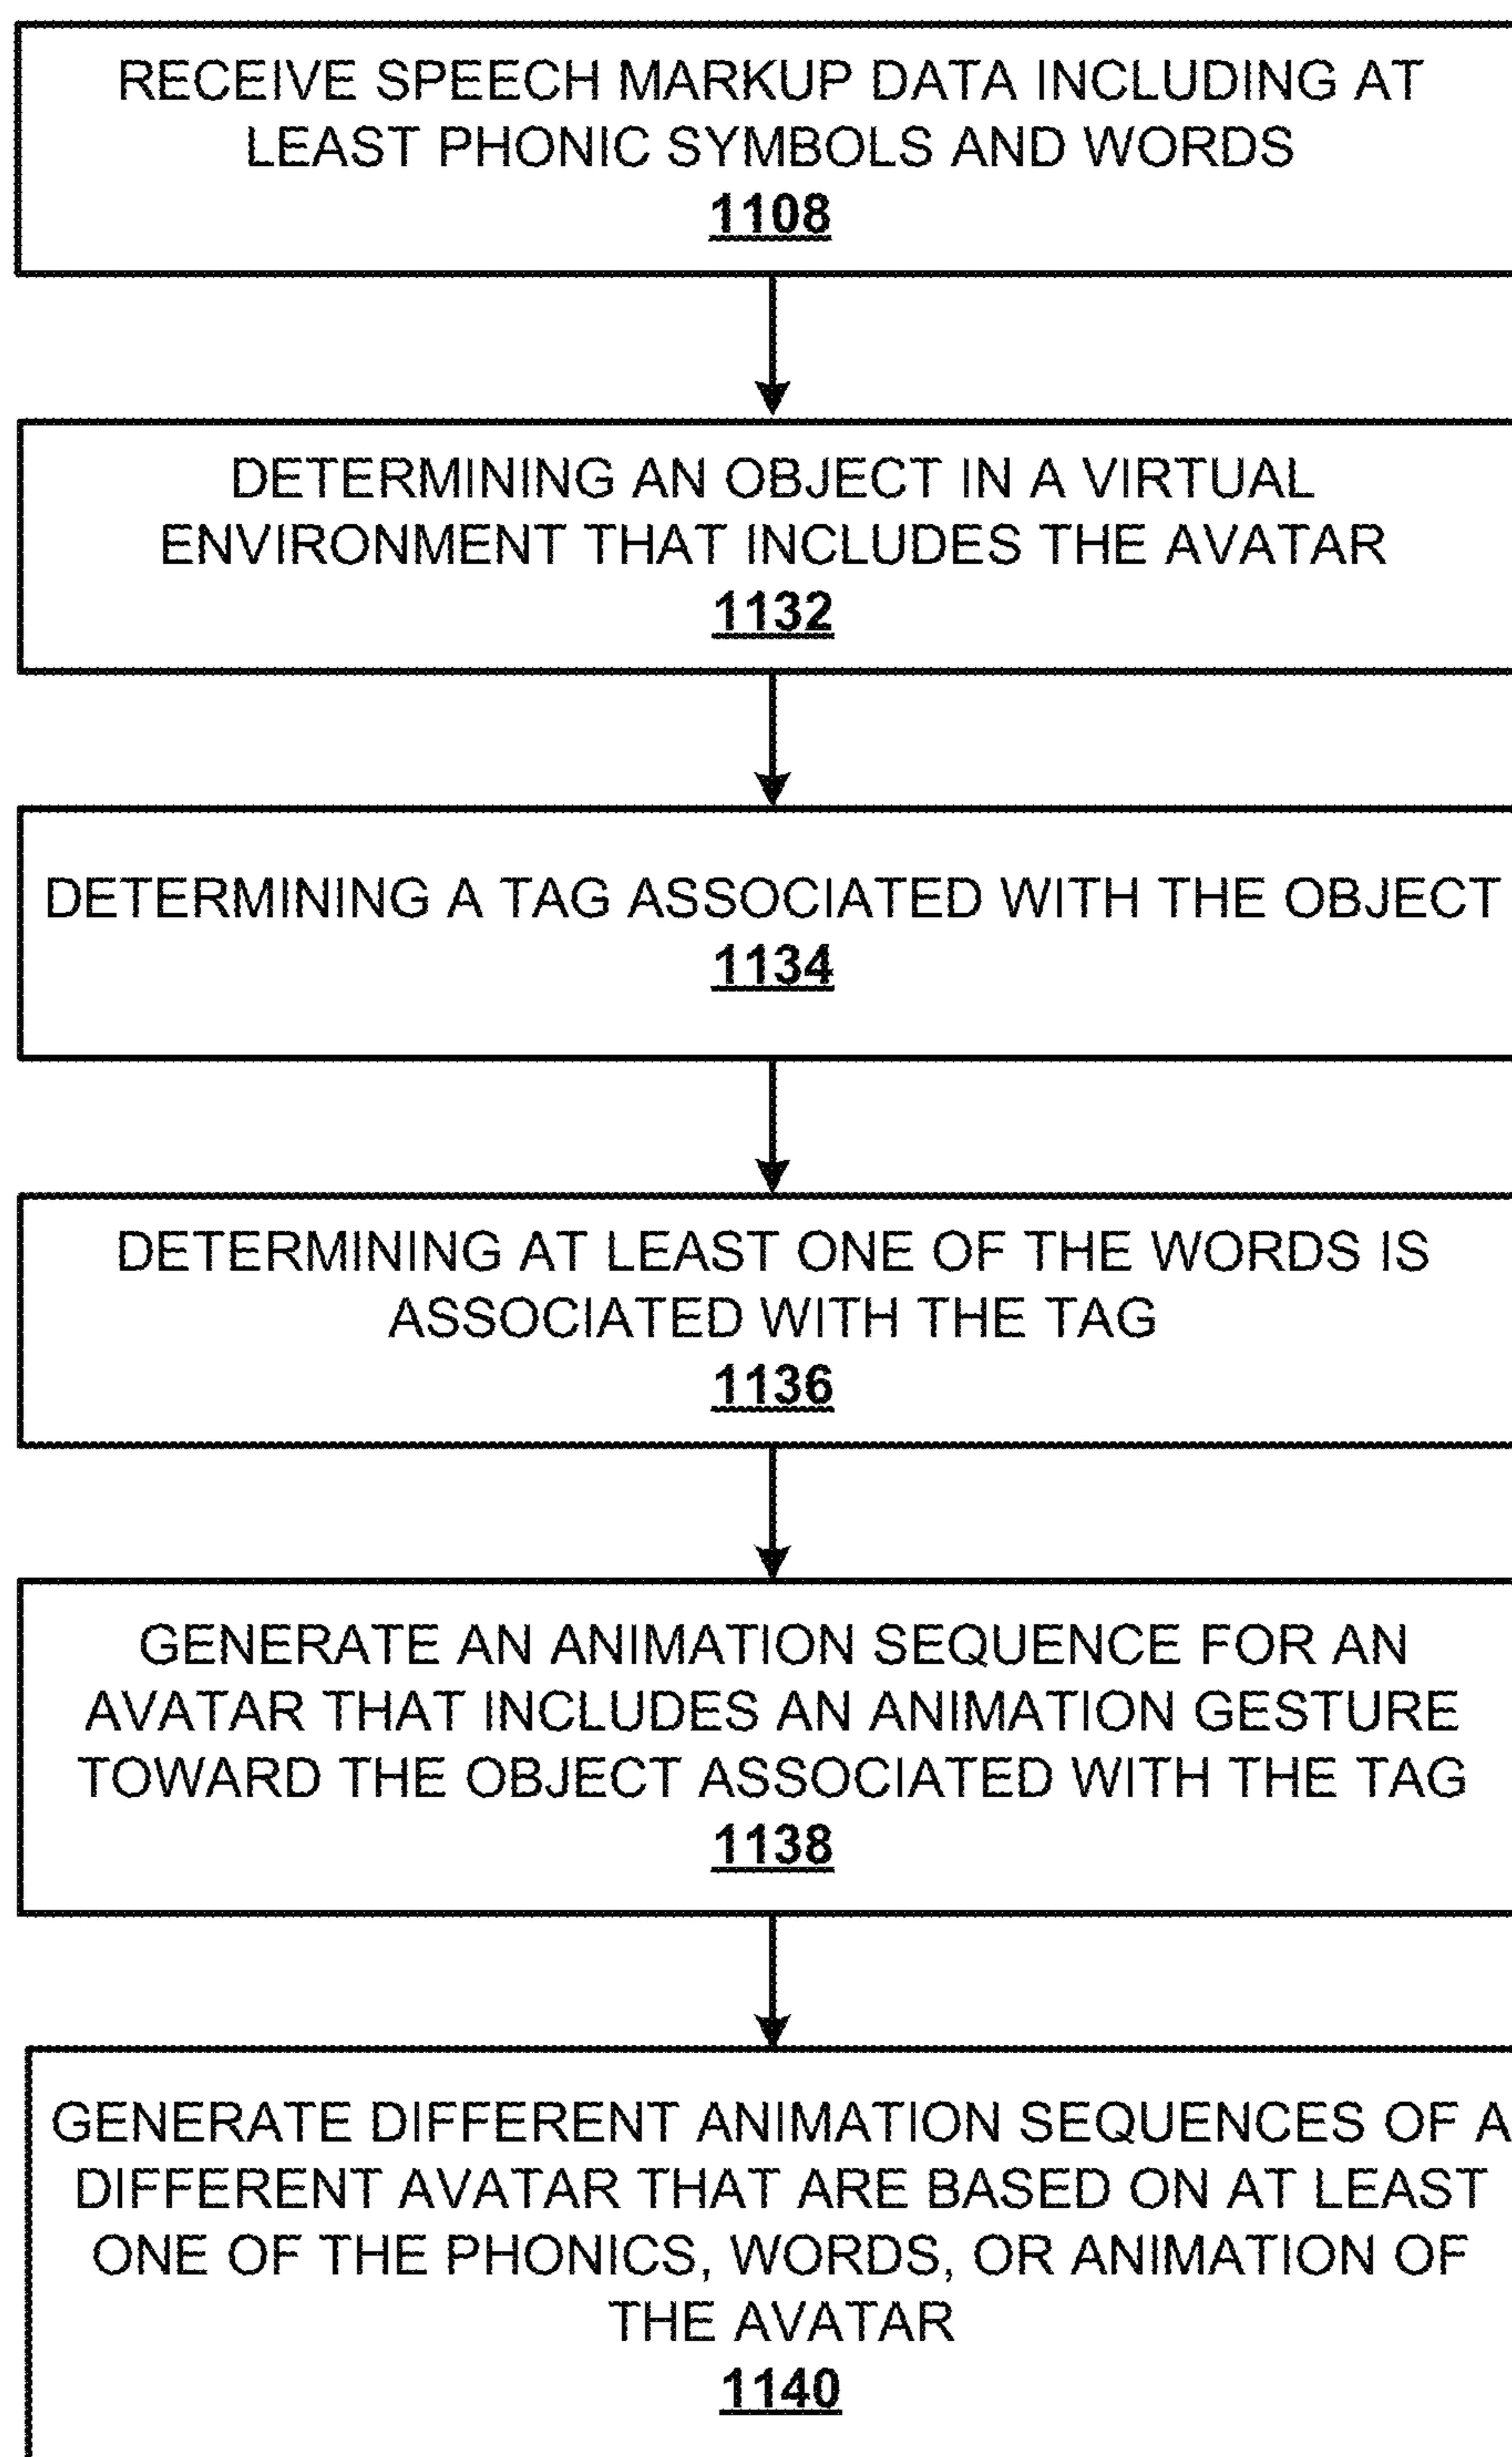 RECEIVE SPEECH MARKUP DATA INCLUDING AT
LEAST PHONIC SYMBOLS AND WORDS
1108
DETERMINING AN OBJECT IN A VIRTUAL
ENVIRONMENT THAT INCLUDES THE AVATAR
1132
DETERMINING A TAG ASSOCIATED WITH THE OBJECT
1134
DETERMINING AT LEAST ONE OF THE WORDS IS
ASSOCIATED WITH THE TAG
1136
GENERATE AN ANIMATION SEQUENCE FOR AN
AVATAR THAT INCLUDES AN ANIMATION GESTURE
TOWARD THE OBJECT ASSOCIATED WITH THE TAG
1138
GENERATE DIFFERENT ANIMATION SEQUENCES OF A
DIFFERENT AVATAR THAT ARE BASED ON AT LEAST
ONE OF THE PHONICS, WORDS, OR ANIMATION OF
THE AVATAR
1140